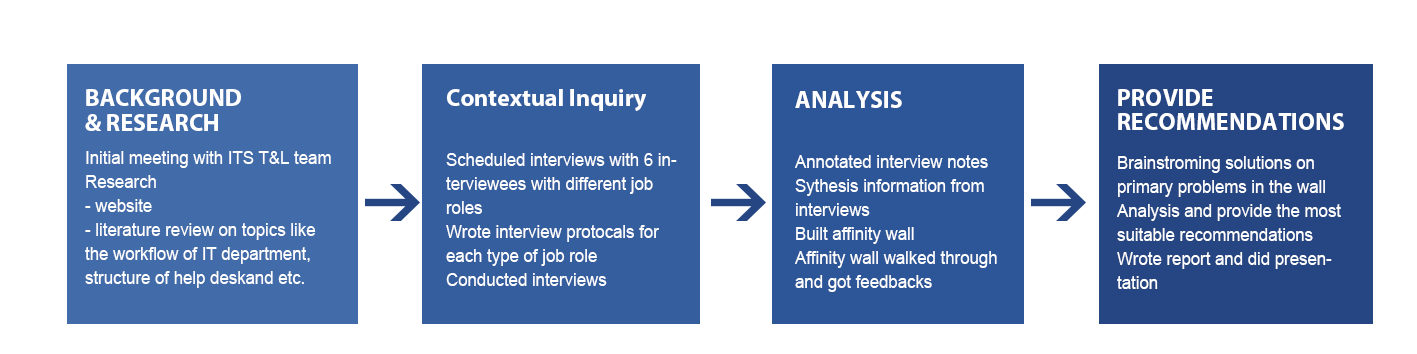 BACKGROUND
& RESEARCH
Initial meeting with ITS T&L team
Research
- website
- literature review on topics like
the workflow of IT department,
structure of help deskand etc.
Contextual Inquiry
Scheduled interviews with 6 in-
terviewees with different job
roles
Wrote interview protocals for
each type of job role
Conducted interviews
ANALYSIS
Annotated interview notes
Sythesis information from
interviews
Built affinity wall
Affinity wall walked through
and got feedbacks
PROVIDE
RECOMMENDATIONS
Brainstroming solutions on
primary problems in the wall
Analysis and provide the most
suitable recommendations
Wrote report and did presen-
tation